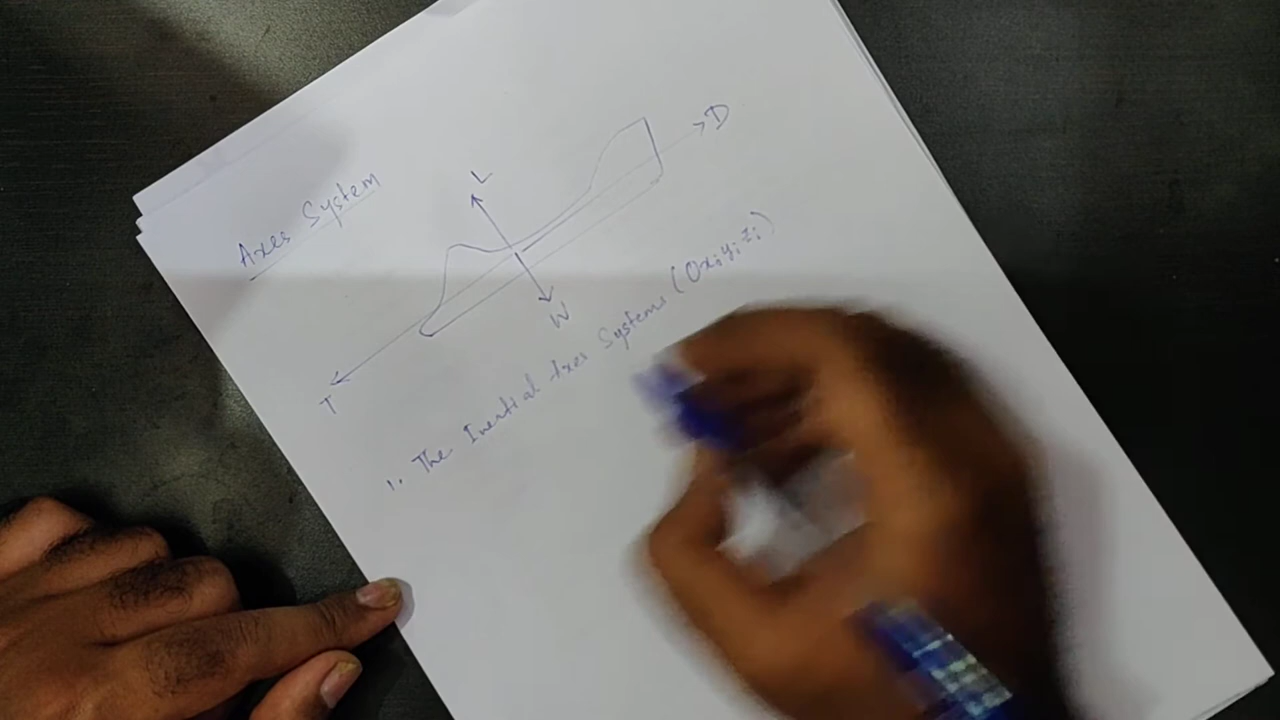 Axes System
L
D
W
T
1. The Inertial Axes Systems (Oxiyizi)